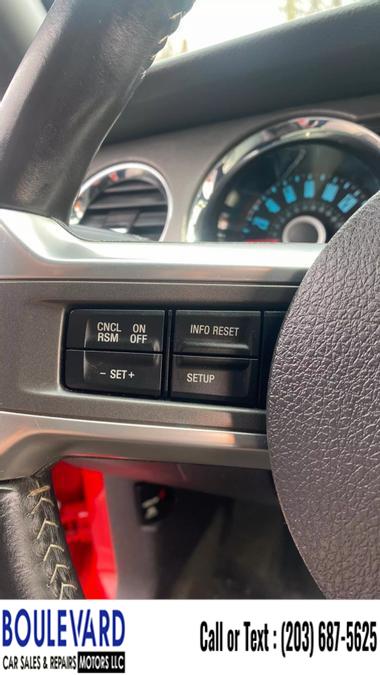 CNCL ON
RSM OFF
INFO RESET
- SET +
SETUP
BOULEVARD
CAR SALES & REPAIRS MOTORS LLC
Call or Text : (203) 687-5625